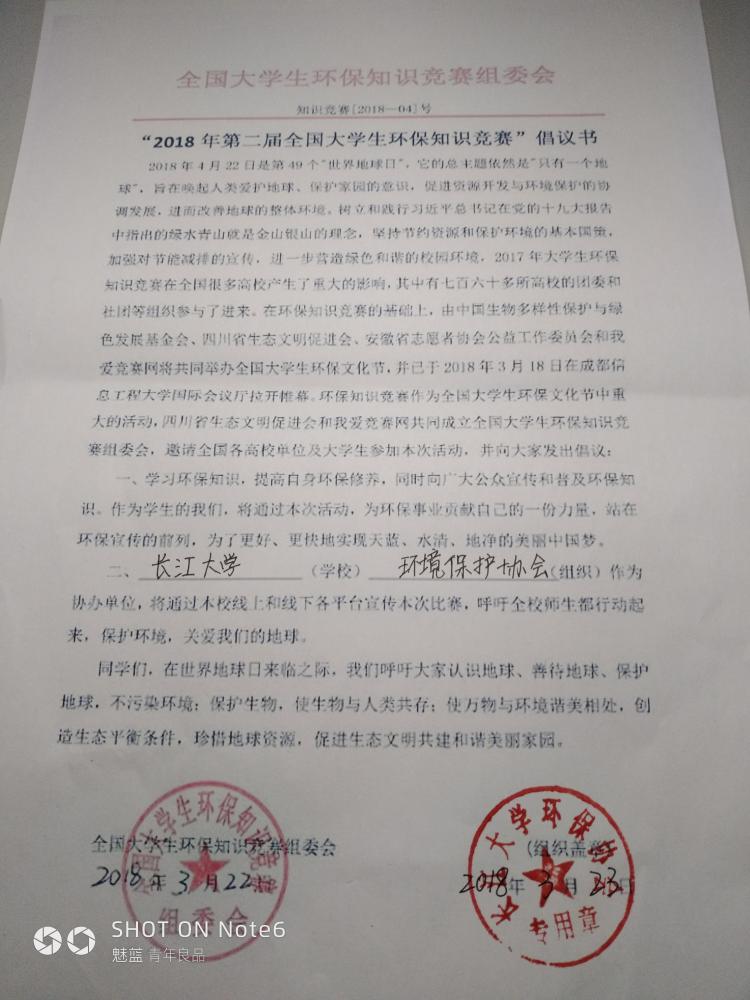 全国大学生环保知识竞赛组委会
知识竞赛[2018—04]号
“2018 年第二届全国大学生环保知识竞赛”倡议书
2018 年 4 月 22 日是第 49 个"世界地球日"，它的总主题依然是"只有一个地
球"，旨在唤起人类爱护地球、保护家园的意识，促进资源开发与环境保护的协
调发展，进而改善地球的整体环境。树立和践行习近平总书记在党的十九大报告
中指出的绿水青山就是金山银山的理念，坚持节约资源和保护环境的基本国策，
加强对节能减排的宣传，进一步营造绿色和谐的校园环境，2017 年大学生环保
知识竞赛在全国很多高校产生了重大的影响，其中有七百六十多所高校的团委和
社团等组织参与了进来。在环保知识竞赛的基础上，由中国生物多样性保护与绿
色发展基金会、四川省生态文明促进会、安徽省志愿者协会公益工作委员会和我
爱竞赛网将共同举办全国大学生环保文化节，并已于 2018 年 3 月 18 日在成都信
息工程大学国际会议厅拉开帷幕。环保知识竞赛作为全国大学生环保文化节中重
大的活动，四川省生态文明促进会和我爱竞赛网共同成立全国大学生环保知识竞
赛组委会，邀请全国各高校单位及大学生参加本次活动，并向大家发出倡议：
一、学习环保知识，提高自身环保修养，同时向广大公众宣传和普及环保知
识。作为学生的我们，将通过本次活动，为环保事业贡献自己的一份力量，站在
环保宣传的前列，为了更好、更快地实现天蓝、水清、地净的美丽中国梦。
二、长江大学（学校）环境保护协会(组织）作为
协办单位，将通过本校线上和线下各平台宣传本次比赛，呼吁全校师生都行动起
来，保护环境，关爱我们的地球。
同学们，在世界地球日来临之际，我们呼吁大家认识地球、善待地球、保护
地球，不污染环境；保护生物，使生物与人类共存；使万物与环境谐美相处，创
造生态平衡条件，珍惜地球资源，促进生态文明共建和谐美丽家园。
全国大学生环保知识竞赛组委会
（组织盖章）
2018 年 3 月 22 日
2018 年 3 月 23 日
全国大学生环保知识竞赛
组委会
长江大学环保协会
专用章
SHOT ON Note6
魅蓝 青年良品